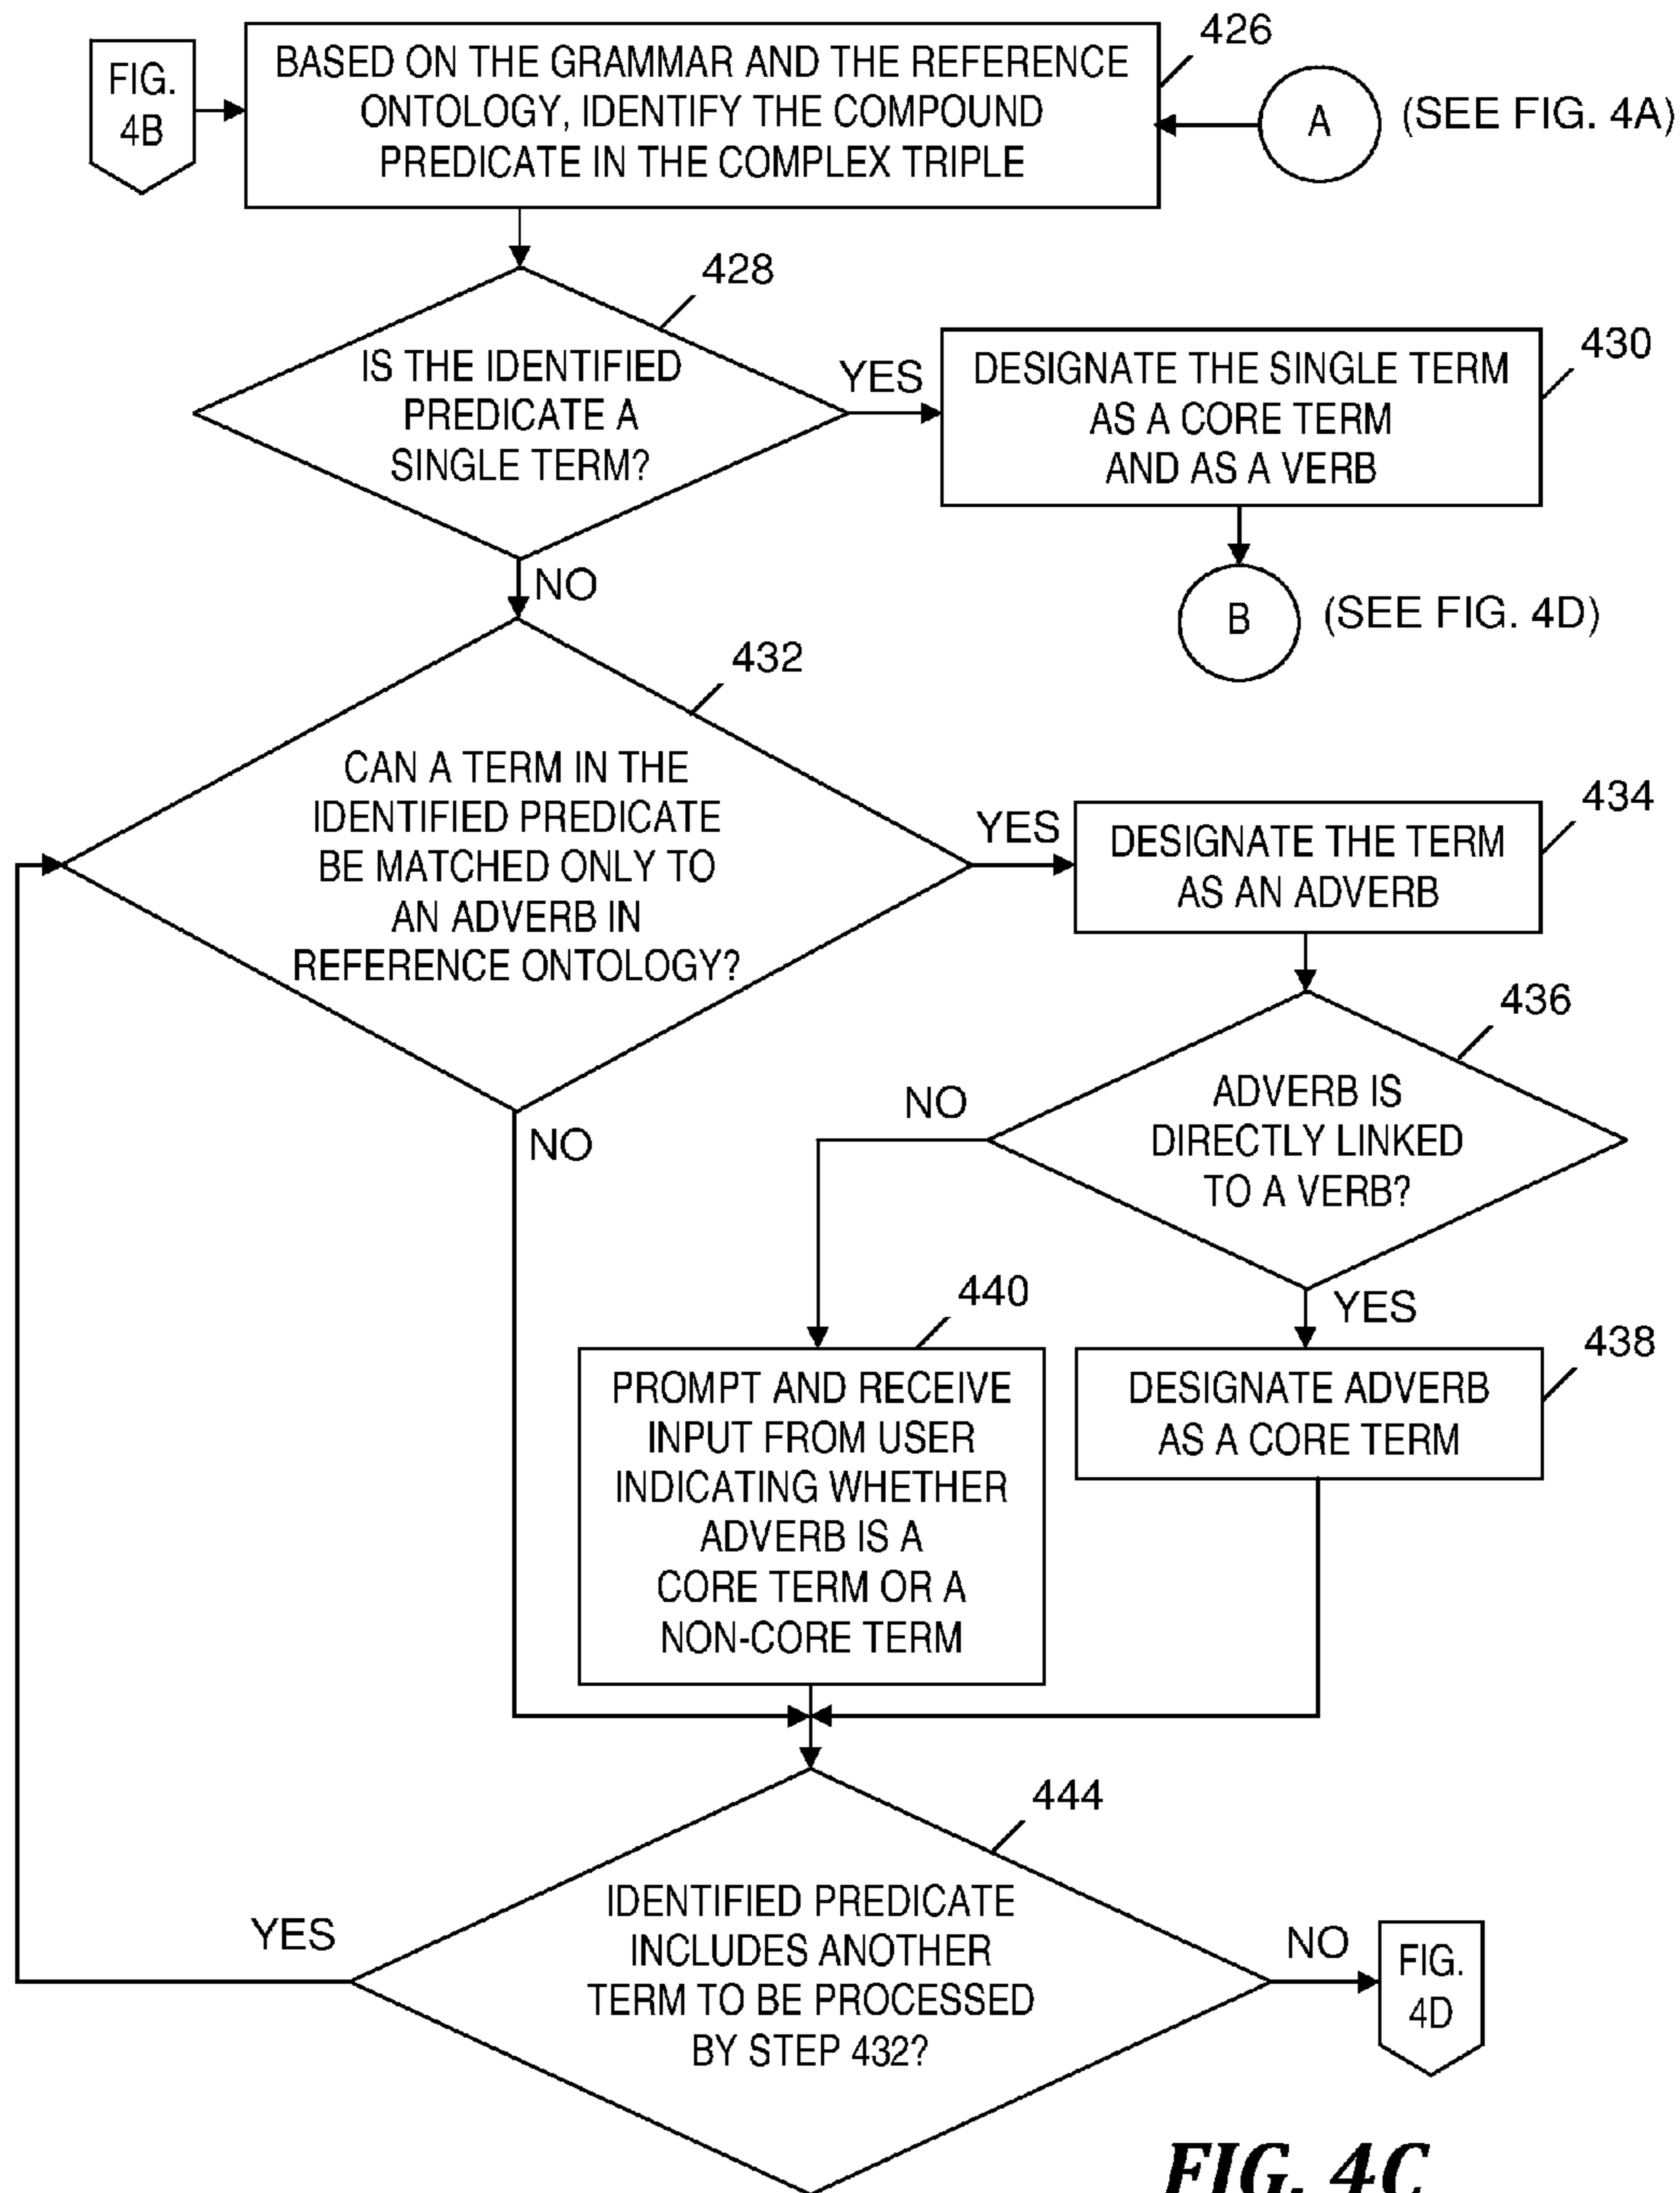 FIG.
4B
BASED ON THE GRAMMAR AND THE REFERENCE
ONTOLOGY, IDENTIFY THE COMPOUND
PREDICATE IN THE COMPLEX TRIPLE
426
A
(SEE FIG. 4A)
428
IS THE IDENTIFIED
PREDICATE A
SINGLE TERM?
YES
DESIGNATE THE SINGLE TERM
AS A CORE TERM
AND AS A VERB
430
NO
B
(SEE FIG. 4D)
432
CAN A TERM IN THE
IDENTIFIED PREDICATE
BE MATCHED ONLY TO
AN ADVERB IN
REFERENCE ONTOLOGY?
YES
DESIGNATE THE TERM
AS AN ADVERB
434
436
ADVERB IS
DIRECTLY LINKED
TO A VERB?
NO
NO
YES
440
PROMPT AND RECEIVE
INPUT FROM USER
INDICATING WHETHER
ADVERB IS A
CORE TERM OR A
NON-CORE TERM
DESIGNATE ADVERB
AS A CORE TERM
438
444
IDENTIFIED PREDICATE
INCLUDES ANOTHER
TERM TO BE PROCESSED
BY STEP 432?
YES
NO
FIG.
4D
FIG. 4C